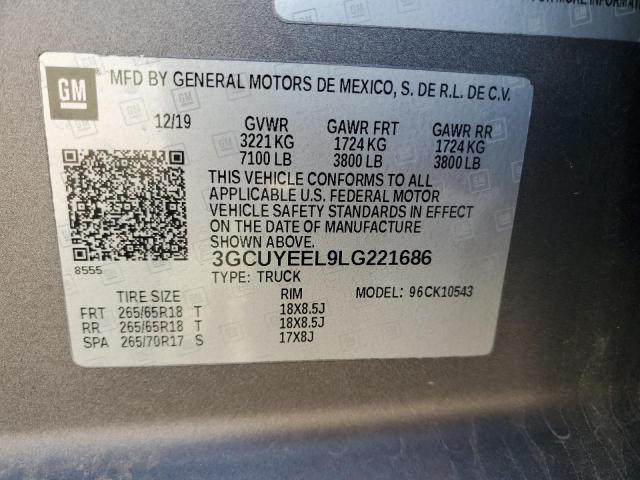 FOR MORE INFORMATI
GM
MFD BY GENERAL MOTORS DE MEXICO, S. DE R.L. DE C.V.
12/19 GVWR GAWR FRT GAWR RR
3221 KG 1724 KG 1724 KG
7100 LB 3800 LB 3800 LB
THIS VEHICLE CONFORMS TO ALL
APPLICABLE U.S. FEDERAL MOTOR
VEHICLE SAFETY STANDARDS IN EFFECT
ON THE DATE OF MANUFACTURE
SHOWN ABOVE.
8555 3GCUYEEL9LG221686
TYPE: TRUCK
TIRE SIZE RIM MODEL: 96CK10543
FRT 265/65R18 T 18X8.5J
RR 265/65R18 T 18X8.5J
SPA 265/70R17 S 17X8J